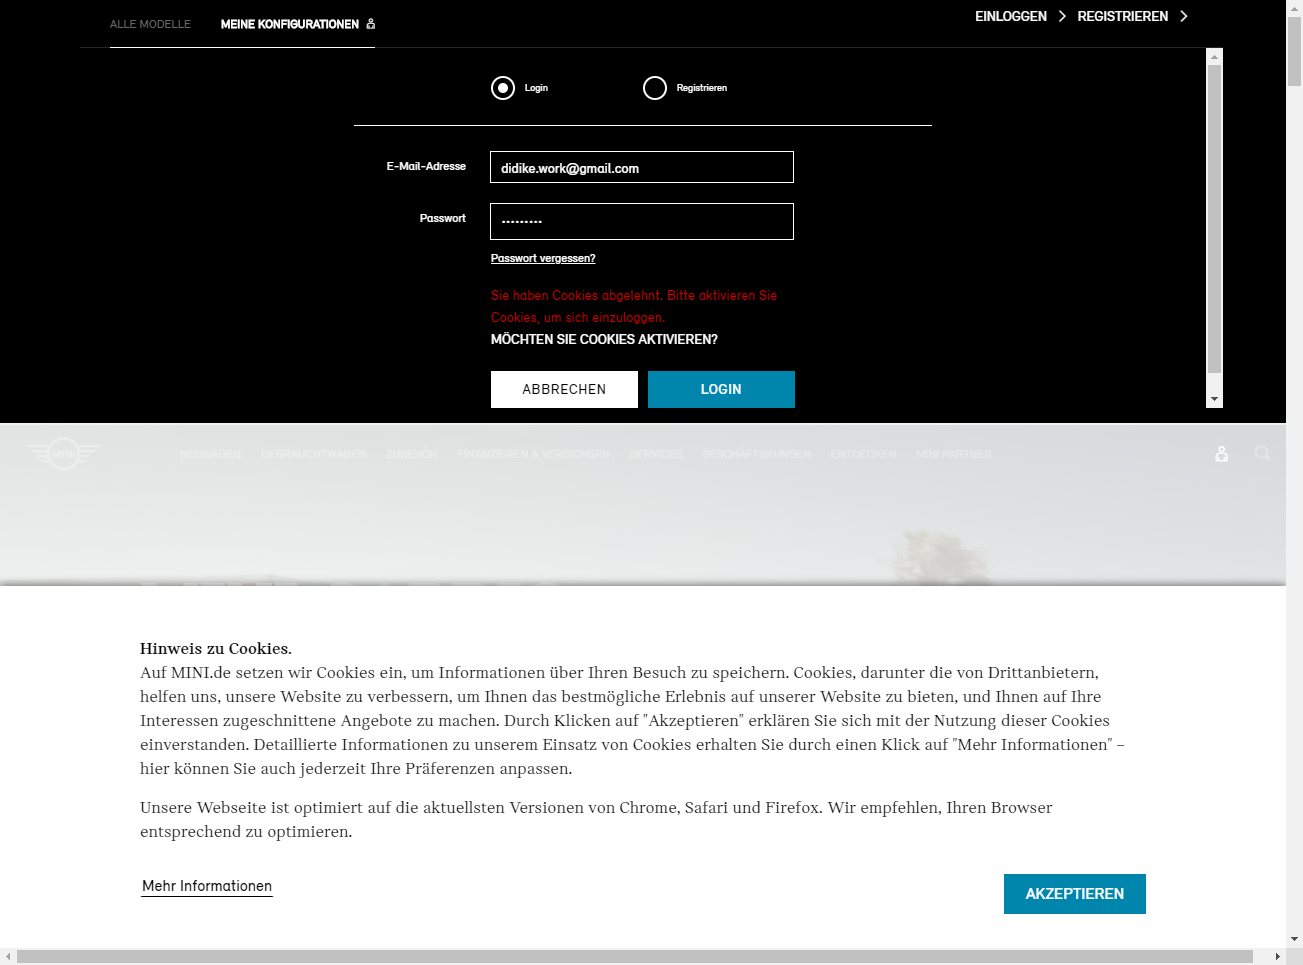 ALLE MODELLE
MEINE KONFIGURATIONEN
EINLOGGEN
REGISTRIEREN
Login
Registrieren
E-Mail-Adresse
didike.work@gmail.com
Passwort
•••••••••
Passwort vergessen?
Sie haben Cookies abgelehnt. Bitte aktivieren Sie
Cookies, um sich einzuloggen.
MÖCHTEN SIE COOKIES AKTIVIEREN?
ABBRECHEN
LOGIN
MINI
NEUWAGEN
GEBRAUCHTWAGEN
ZUBEHÖR
FINANZIEREN & VERSICHERN
SERVICES
GESCHÄFTSKUNDEN
ENTDECKEN
MINI PARTNER
Hinweis zu Cookies.
Auf MINI.de setzen wir Cookies ein, um Informationen über Ihren Besuch zu speichern. Cookies, darunter die von Drittanbietern,
helfen uns, unsere Website zu verbessern, um Ihnen das bestmögliche Erlebnis auf unserer Website zu bieten, und Ihnen auf Ihre
Interessen zugeschnittene Angebote zu machen. Durch Klicken auf "Akzeptieren" erklären Sie sich mit der Nutzung dieser Cookies
einverstanden. Detaillierte Informationen zu unserem Einsatz von Cookies erhalten Sie durch einen Klick auf "Mehr Informationen" –
hier können Sie auch jederzeit Ihre Präferenzen anpassen.
Unsere Webseite ist optimiert auf die aktuellsten Versionen von Chrome, Safari und Firefox. Wir empfehlen, Ihren Browser
entsprechend zu optimieren.
Mehr Informationen
AKZEPTIEREN